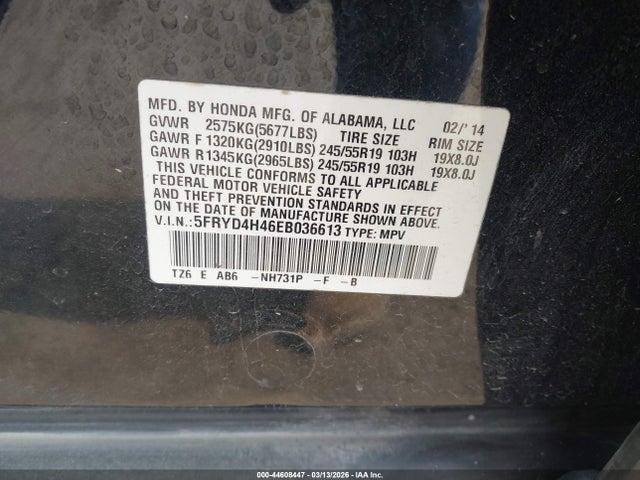 MFD. BY HONDA MFG. OF ALABAMA, LLC 02/' 14
GVWR 2575KG(5677LBS) TIRE SIZE RIM SIZE
GAWR F 1320KG(2910LBS) 245/55R19 103H 19X8.0J
GAWR R1345KG(2965LBS) 245/55R19 103H 19X8.0J
THIS VEHICLE CONFORMS TO ALL APPLICABLE
FEDERAL MOTOR VEHICLE SAFETY
AND THEFT PREVENTION STANDARDS IN EFFECT
ON THE DATE OF MANUFACTURE SHOWN ABOVE.
V.I.N.:5FRYD4H46EB036613 TYPE: MPV
TZ6 E AB6 -NH731P -F -B
000-44608447 | 03/13/2026 | IAA Inc.